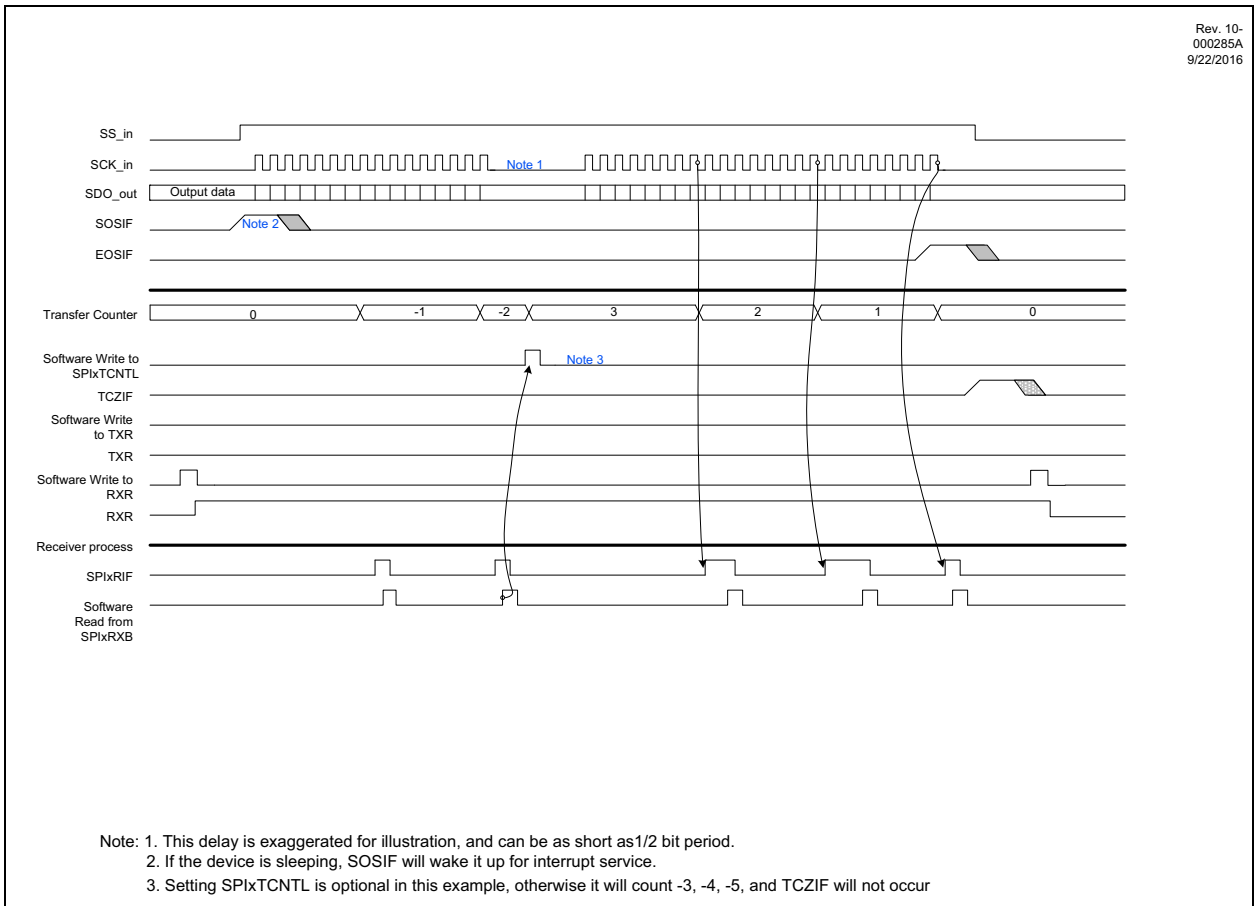 Rev. 10-
000285A
9/22/2016
SS_in
SCK_in
Note 1
SDO_out
Output data
SOSIF
Note 2
EOSIF
Transfer Counter
0 -1 -2 3 2 1 0
Software Write to
SPIxTCNTL
Note 3
TCZIF
Software Write
to TXR
TXR
Software Write to
RXR
RXR
Receiver process
SPIxRIF
Software
Read from
SPIxRXB
Note: 1. This delay is exaggerated for illustration, and can be as short as1/2 bit period.
2. If the device is sleeping, SOSIF will wake it up for interrupt service.
3. Setting SPIxTCNTL is optional in this example, otherwise it will count -3, -4, -5, and TCZIF will not occur